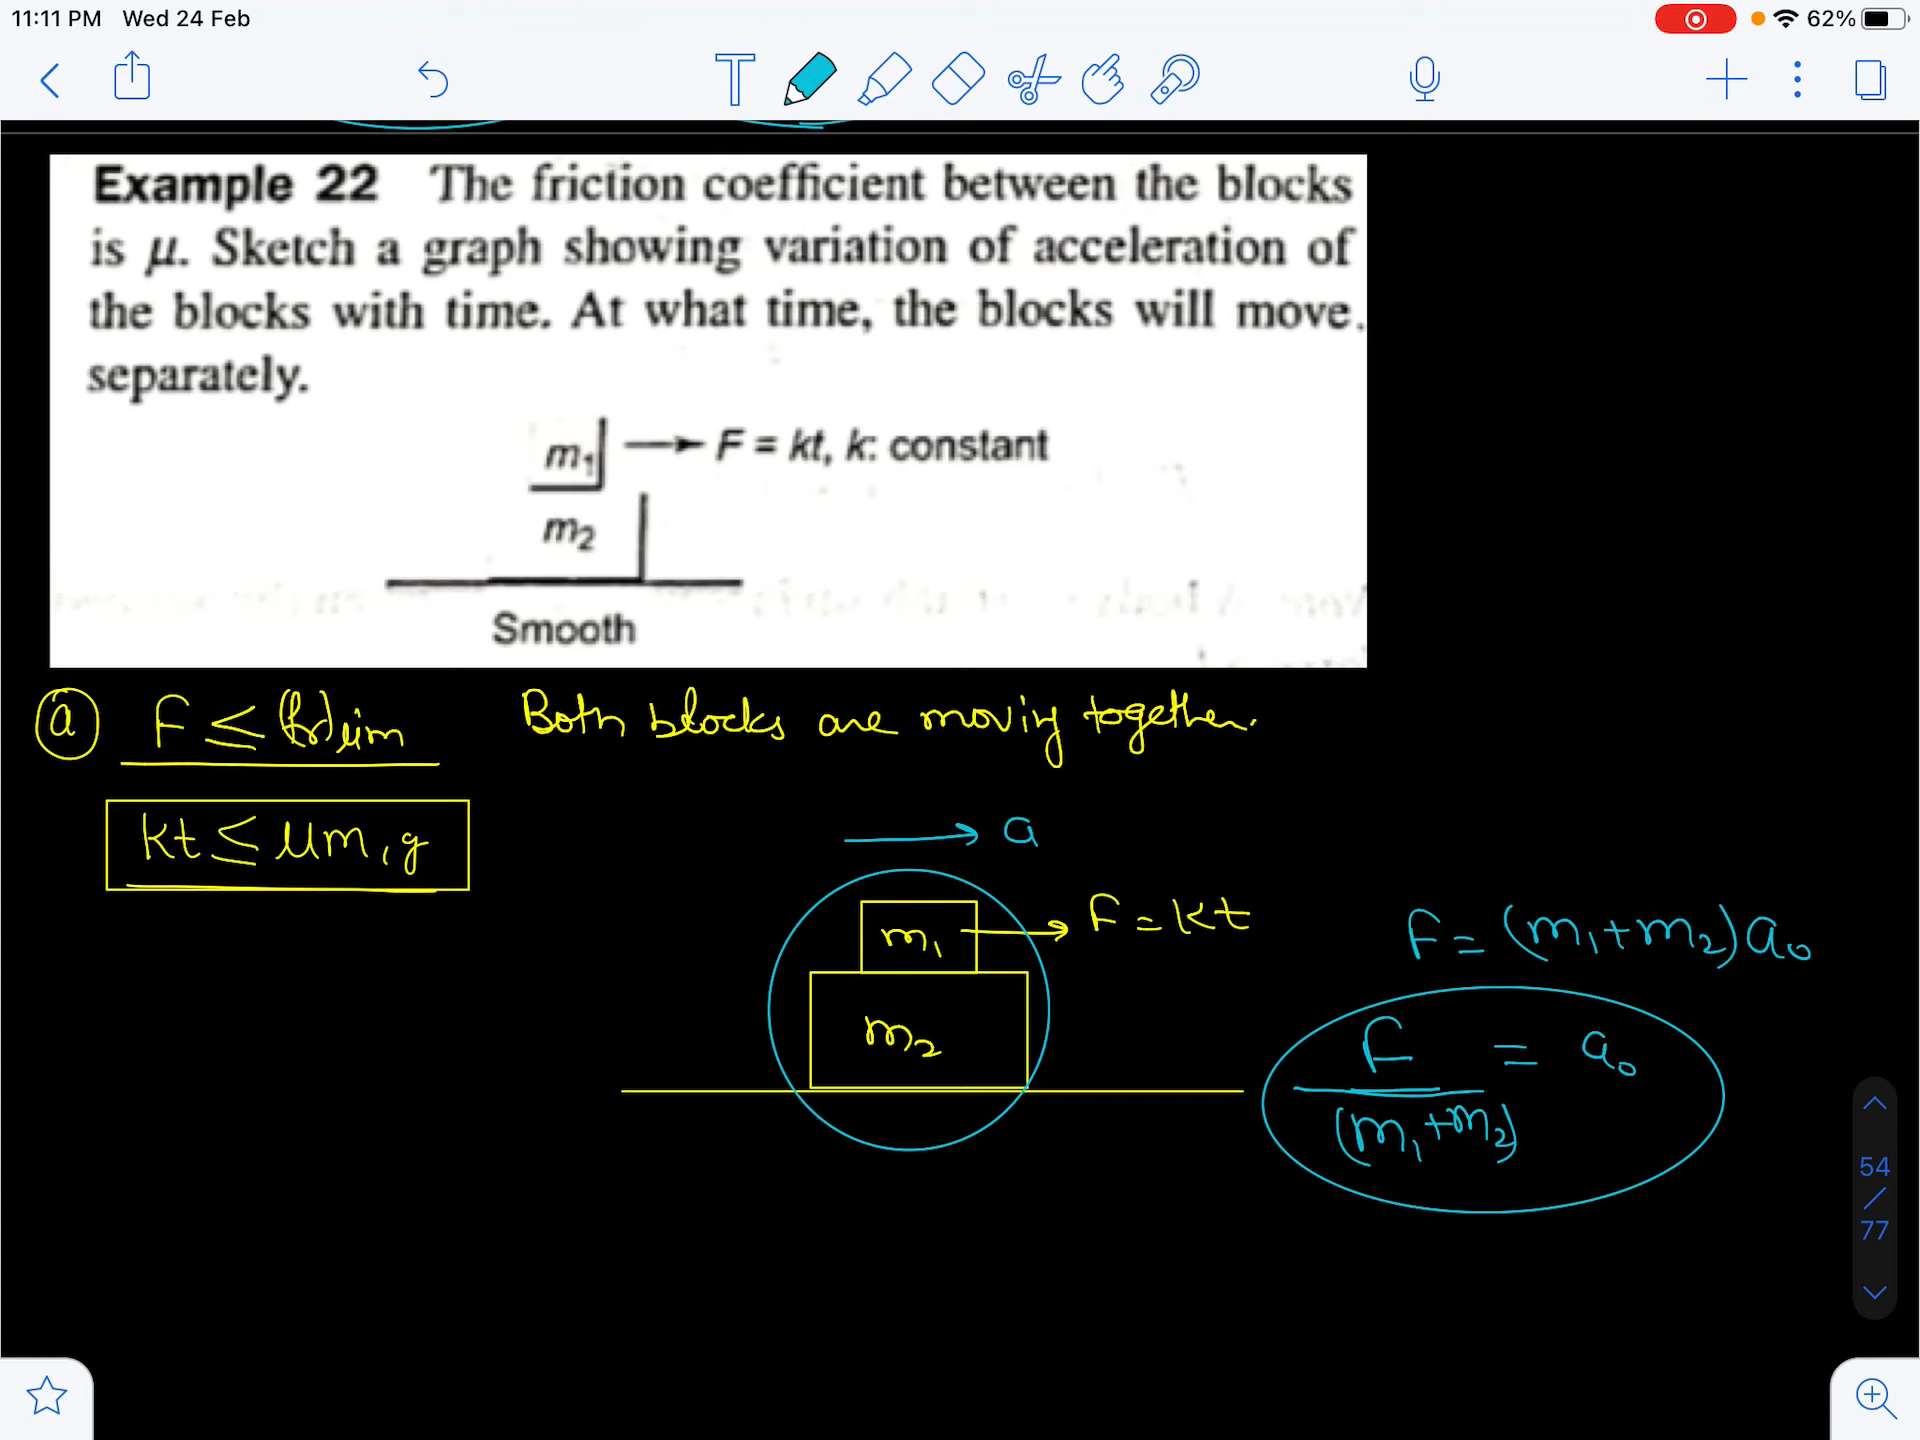 11:11 PM Wed 24 Feb
62%
Example 22 The friction coefficient between the blocks
is μ. Sketch a graph showing variation of acceleration of
the blocks with time. At what time, the blocks will move.
separately.
m₁ → F = kt, k: constant
m₂
Smooth
(a) F ≤ (fr)lim Both blocks are moving together.
kt ≤ μm₁g
→ a
m₁ → F = kt
F = (m₁+m₂)a₀
m₂
F/(m₁+m₂) = a₀
54
/
77